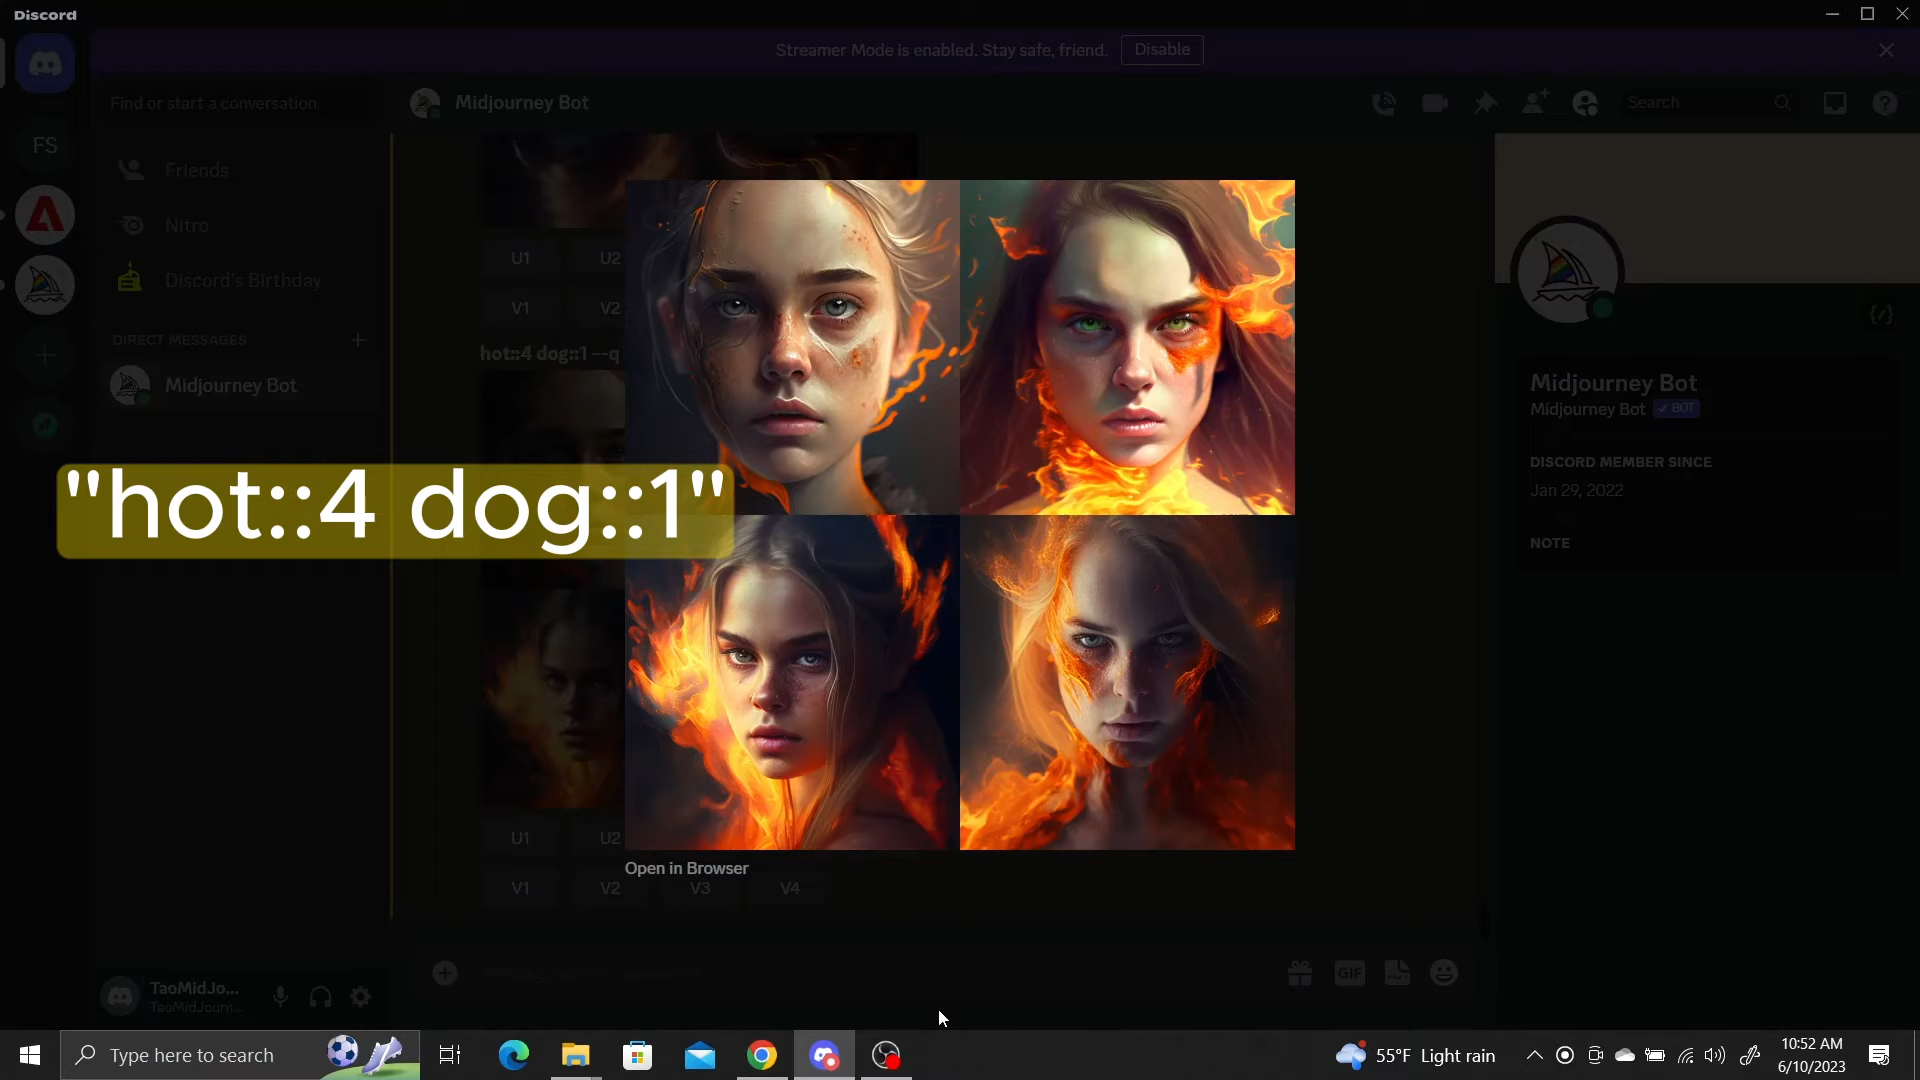 Discord
Streamer Mode is enabled. Stay safe, friend.
Disable
Find or start a conversation
Midjourney Bot
Search
FS
Friends
Nitro
Discord's Birthday
DIRECT MESSAGES
Midjourney Bot
U1
U2
V1
V2
hot::4 dog::1 --q
"hot::4 dog::1"
Midjourney Bot
Midjourney Bot
BOT
DISCORD MEMBER SINCE
Jan 29, 2022
NOTE
U1
U2
Open in Browser
V1
V2
V3
V4
TaoMidJo...
TaoMidJourn...
GIF
Type here to search
55°F Light rain
10:52 AM
6/10/2023